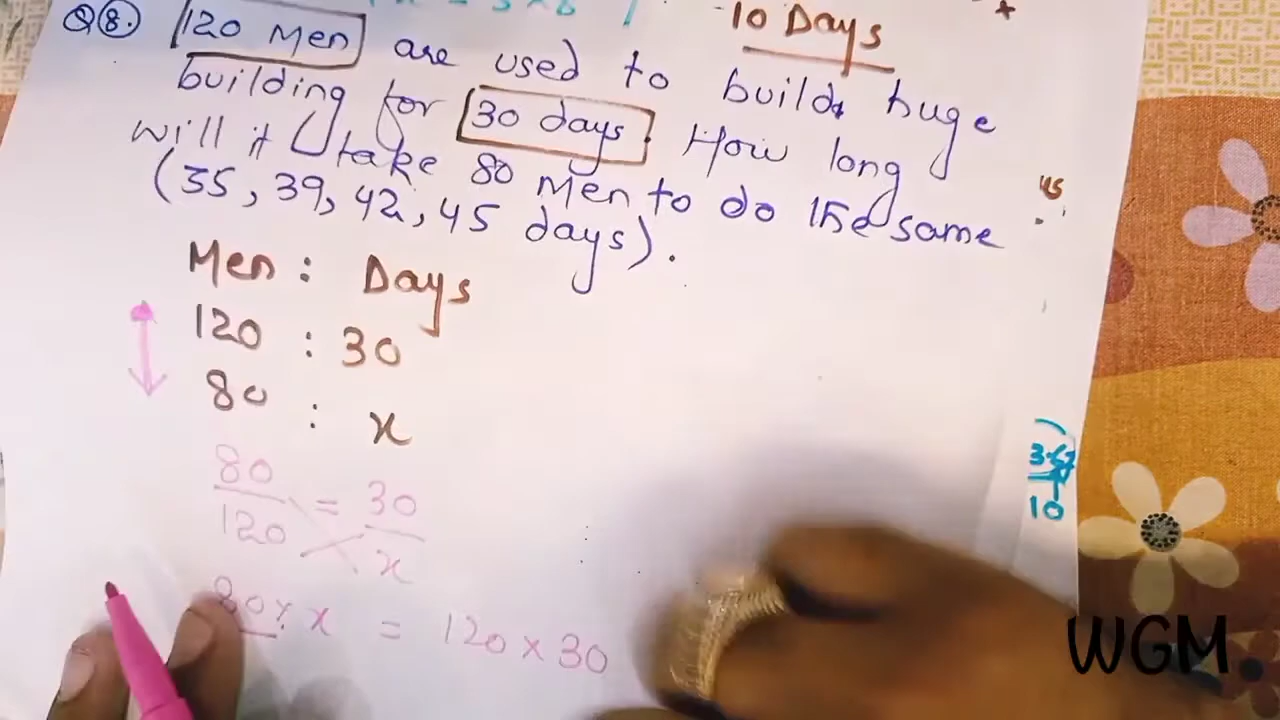 10 Days
Q8. 120 Men are used to build huge
building for 30 days. How long
will it take 80 Men to do the same
(35, 39, 42, 45 days).
45
Men : Days
120 : 30
80 : x
80/120 = 30/x
80 × x = 120 × 30
10
WGM.